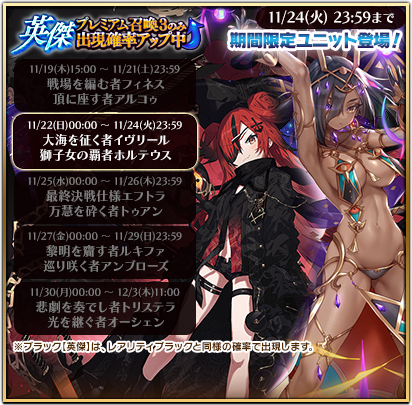 英傑 プレミアム召喚3のみ
出現確率アップ中
11/24(火) 23:59まで
期間限定ユニット登場!
11/19(木)15:00 ～ 11/21(土)23:59
戦場を編む者フィネス
頂に座す者アルコゥ
11/22(日)00:00 ～ 11/24(火)23:59
大海を征く者イヴリール
獅子女の覇者ホルテウス
11/25(水)00:00 ～ 11/26(木)23:59
最終決戦仕様エフトラ
万慧を砕く者トゥアン
11/27(金)00:00 ～ 11/29(日)23:59
黎明を齎す者ルキファ
巡り咲く者アンブローズ
11/30(月)00:00 ～ 12/3(木)11:00
悲劇を奏でし者トリステラ
光を継ぐ者オーシェン
※ブラック【英傑】は、レアリティブラックと同様の確率で出現します。